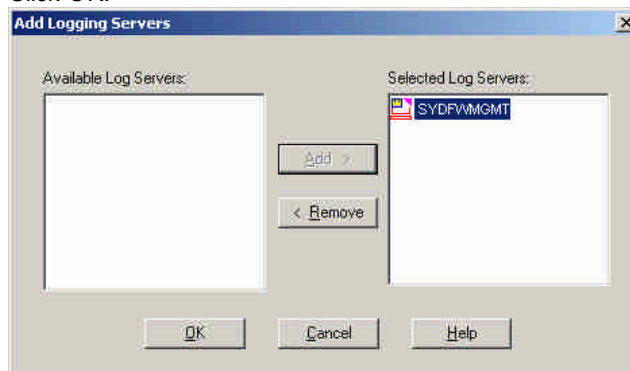 Click OK.
Add Logging Servers
Available Log Servers:
Selected Log Servers:
SYDFWMGMT
Add >
< Remove
OK
Cancel
Help